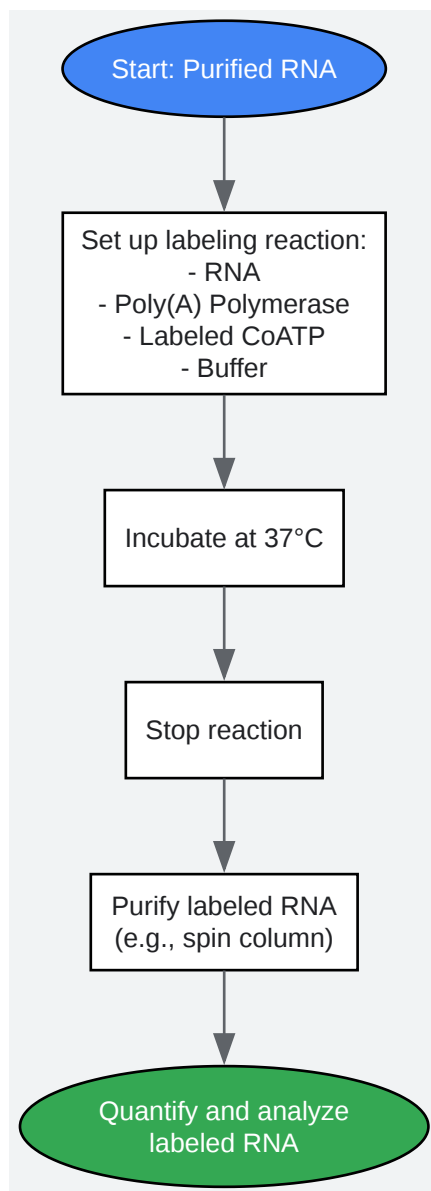 Start: Purified RNA
Set up labeling reaction:
- RNA
- Poly(A) Polymerase
- Labeled CoATP
- Buffer
Incubate at 37°C
Stop reaction
Purify labeled RNA
(e.g., spin column)
Quantify and analyze
labeled RNA